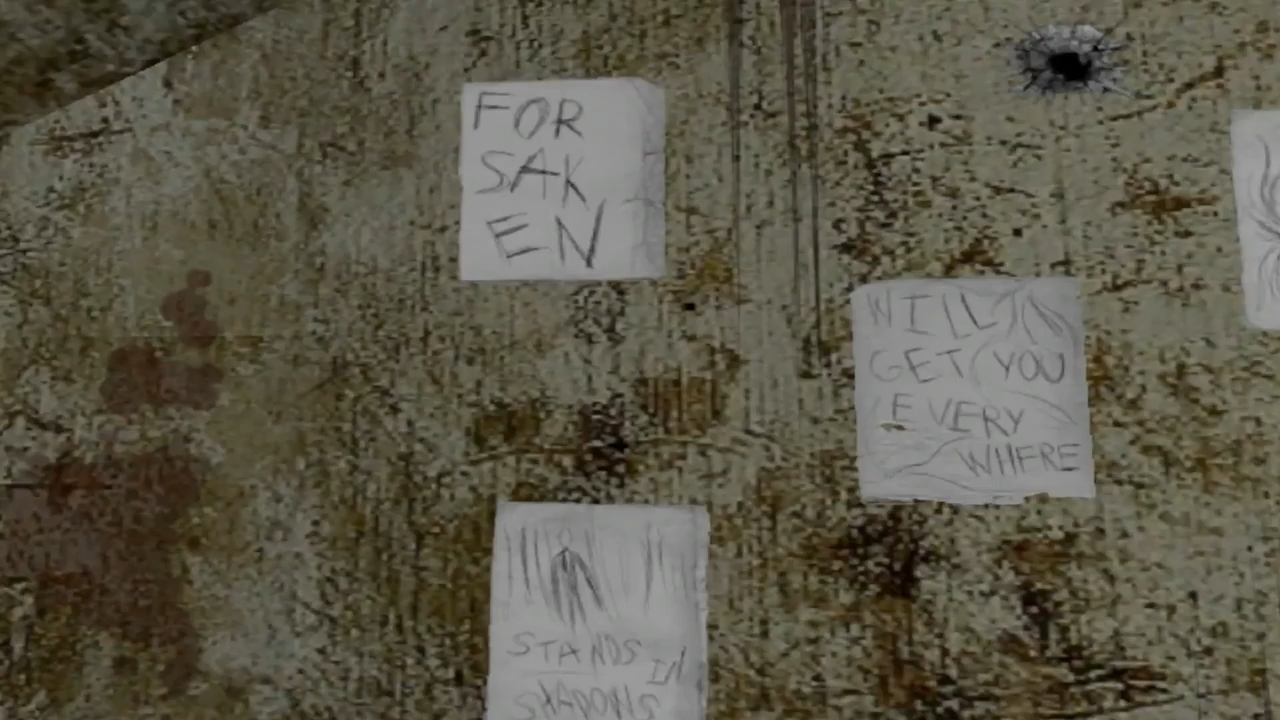 FOR
SAK
EN
WILL
GET YOU
EVERY
WHERE
STANDS IN
SHADOWS